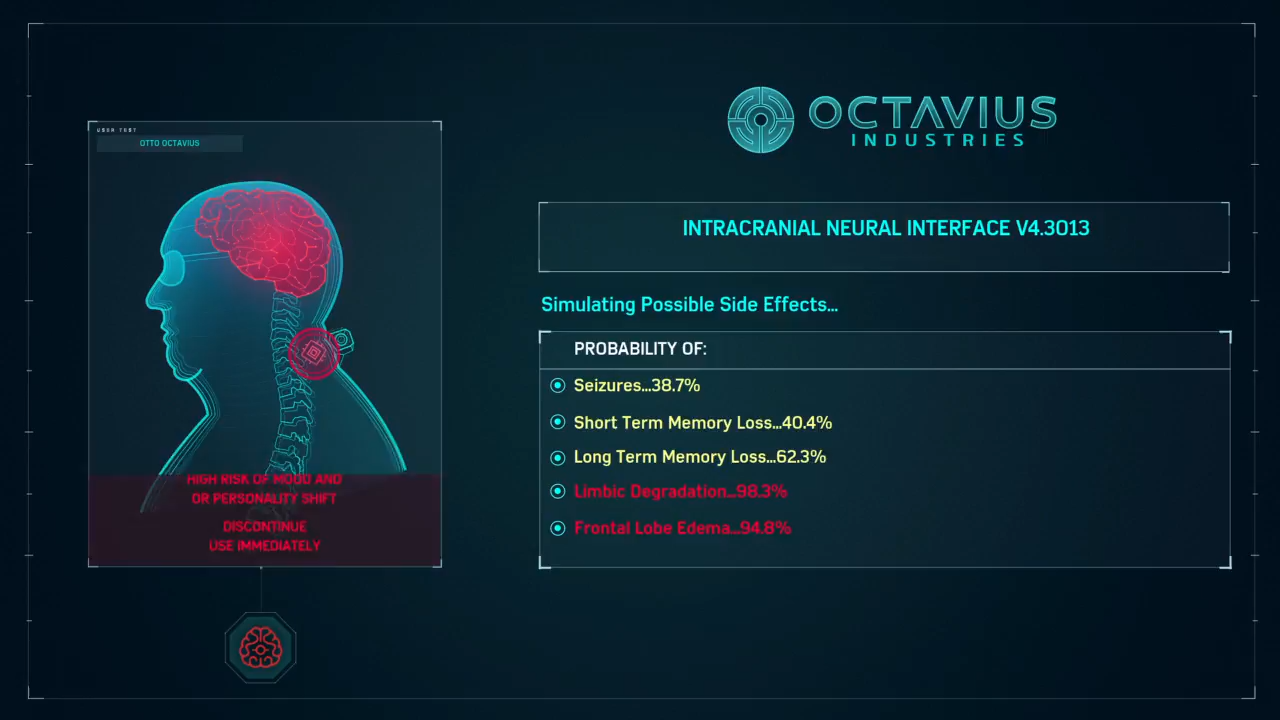 USER TEST
OTTO OCTAVIUS
HIGH RISK OF MOOD AND
OR PERSONALITY SHIFT
DISCONTINUE
USE IMMEDIATELY
OCTAVIUS
INDUSTRIES
INTRACRANIAL NEURAL INTERFACE V4.3013
Simulating Possible Side Effects...
PROBABILITY OF:
Seizures...38.7%
Short Term Memory Loss...40.4%
Long Term Memory Loss...62.3%
Limbic Degradation...98.3%
Frontal Lobe Edema...94.8%